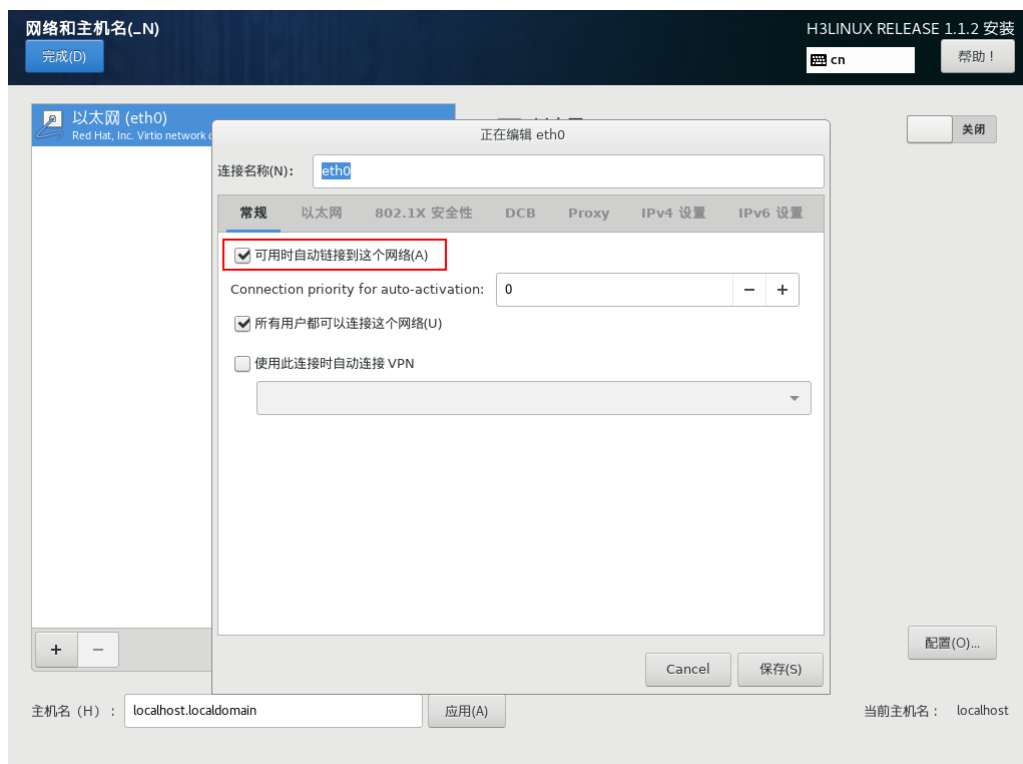 网络和主机名(_N)
H3LINUX RELEASE 1.1.2 安装
完成(D)
cn
帮助！
以太网 (eth0)
Red Hat, Inc. Virtio network
关闭
正在编辑 eth0
连接名称(N):
eth0
常规 以太网 802.1X 安全性 DCB Proxy IPv4 设置 IPv6 设置
可用时自动链接到这个网络(A)
Connection priority for auto-activation: 0 − +
所有用户都可以连接这个网络(U)
使用此连接时自动连接 VPN
+ −
配置(O)...
Cancel 保存(S)
主机名（H）： localhost.localdomain 应用(A)
当前主机名： localhost